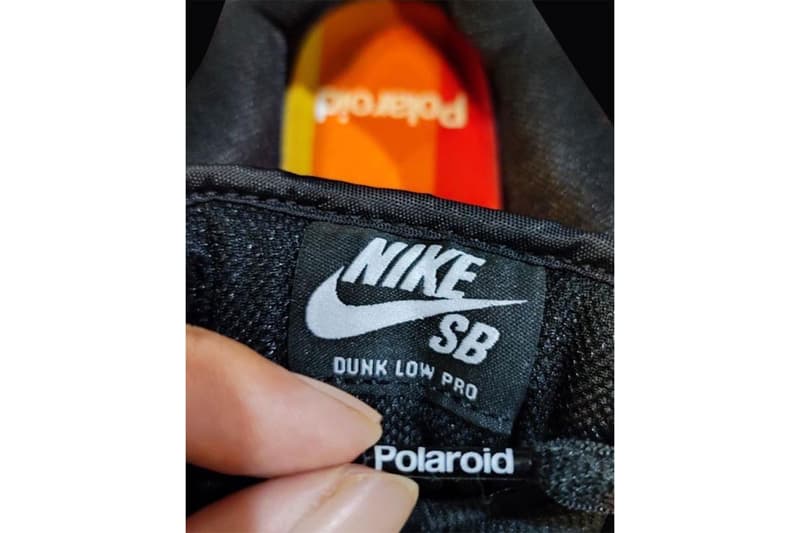 Polaroid
NIKE
SB
DUNK LOW PRO
Polaroid